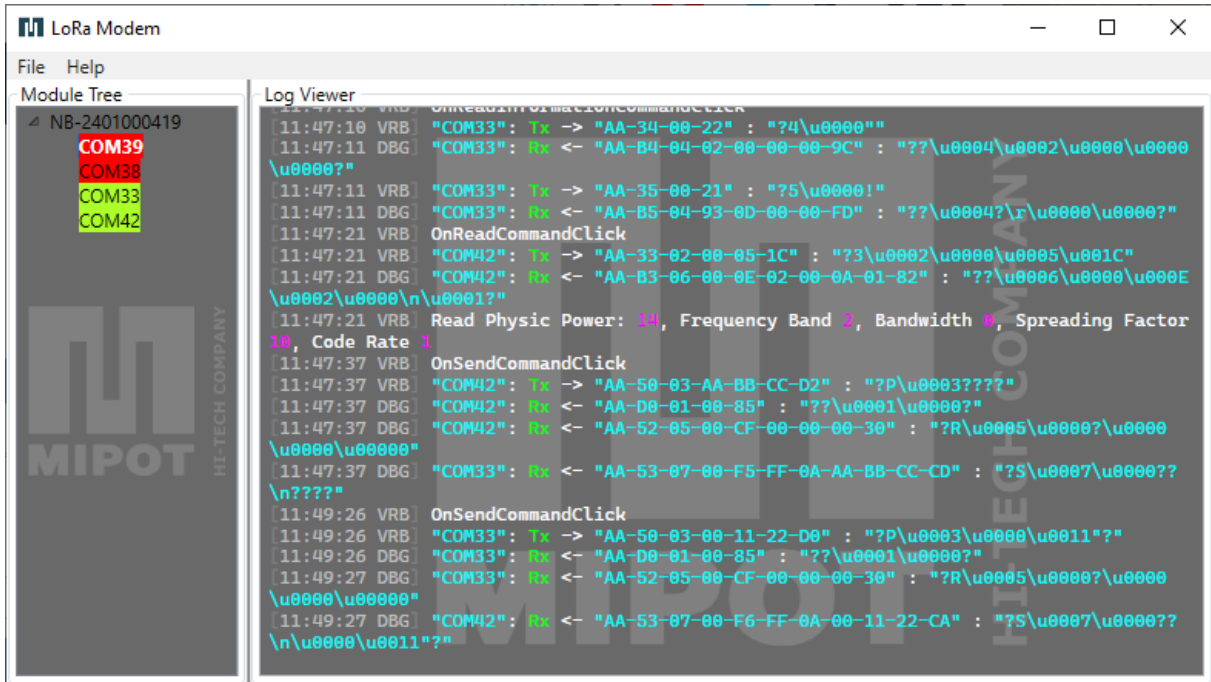 LoRa Modem
File Help
Module Tree
NB-2401000419
COM39
COM38
COM33
COM42
MIPOT
HI-TECH COMPANY
Log Viewer
[11:47:10 VRB] OnReadInformationCommandClick
[11:47:10 VRB] "COM33": Tx -> "AA-34-00-22" : "?4\u0000""
[11:47:11 DBG] "COM33": Rx <- "AA-B4-04-02-00-00-00-9C" : "??\u0004\u0002\u0000\u0000
\u0000?"
[11:47:11 VRB] "COM33": Tx -> "AA-35-00-21" : "?5\u0000!"
[11:47:11 DBG] "COM33": Rx <- "AA-B5-04-93-0D-00-00-FD" : "??\u0004?\r\u0000\u0000?"
[11:47:21 VRB] OnReadCommandClick
[11:47:21 VRB] "COM42": Tx -> "AA-33-02-00-05-1C" : "?3\u0002\u0000\u0005\u001C"
[11:47:21 DBG] "COM42": Rx <- "AA-B3-06-00-0E-02-00-0A-01-82" : "??\u0006\u0000\u000E
\u0002\u0000\n\u0001?"
[11:47:21 VRB] Read Physic Power: 14, Frequency Band 2, Bandwidth 0, Spreading Factor
10, Code Rate 1
[11:47:37 VRB] OnSendCommandClick
[11:47:37 VRB] "COM42": Tx -> "AA-50-03-AA-BB-CC-D2" : "?P\u0003????"
[11:47:37 DBG] "COM42": Rx <- "AA-D0-01-00-85" : "??\u0001\u0000?"
[11:47:37 DBG] "COM42": Rx <- "AA-52-05-00-CF-00-00-00-30" : "?R\u0005\u0000?\u0000
\u0000\u00000"
[11:47:37 DBG] "COM33": Rx <- "AA-53-07-00-F5-FF-0A-AA-BB-CC-CD" : "?S\u0007\u0000??
\n????"
[11:49:26 VRB] OnSendCommandClick
[11:49:26 VRB] "COM33": Tx -> "AA-50-03-00-11-22-D0" : "?P\u0003\u0000\u0011"?"
[11:49:26 DBG] "COM33": Rx <- "AA-D0-01-00-85" : "??\u0001\u0000?"
[11:49:27 DBG] "COM33": Rx <- "AA-52-05-00-CF-00-00-00-30" : "?R\u0005\u0000?\u0000
\u0000\u00000"
[11:49:27 DBG] "COM42": Rx <- "AA-53-07-00-F6-FF-0A-00-11-22-CA" : "?S\u0007\u0000??
\n\u0000\u0011"?"
MIPOT
HI-TECH COMPANY